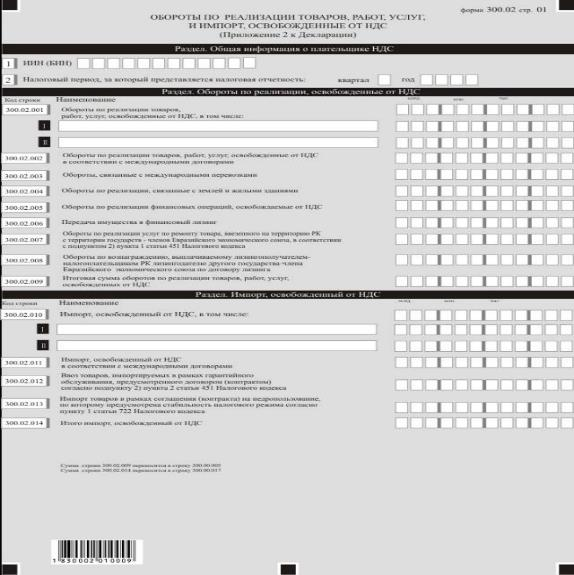 форма 300.02 стр. 01
ОБОРОТЫ ПО РЕАЛИЗАЦИИ ТОВАРОВ, РАБОТ, УСЛУГ,
И ИМПОРТ, ОСВОБОЖДЕННЫЕ ОТ НДС
(Приложение 2 к Декларации)
Раздел. Общая информация о плательщике НДС
1 ИИН (БИН)
2 Налоговый период, за который представляется налоговая отчетность: квартал год
Раздел. Обороты по реализации, освобожденные от НДС
Код строки Наименование
300.02.001 Обороты по реализации товаров,
работ, услуг, освобожденные от НДС, в том числе:
I
II
300.02.002 Обороты по реализации товаров, работ, услуг, освобожденные от НДС
в соответствии с международными договорами
300.02.003 Обороты, связанные с международными перевозками
300.02.004 Обороты по реализации, связанные с землей и жилыми зданиями
300.02.005 Обороты по реализации финансовых операций, освобождаемые от НДС
300.02.006 Передача имущества в финансовый лизинг
300.02.007 Обороты по реализации услуг по ремонту товара, ввезенного на территорию РК
с территории государств - членов Евразийского экономического союза, в соответствии
с подпунктом 2) пункта 1 статьи 451 Налогового кодекса
300.02.008 Обороты по вознаграждению, выплачиваемому лизингополучателем-
налогоплательщиком РК лизингодателю другого государства-члена
Евразийского экономического союза по договору лизинга
300.02.009 Итоговая сумма оборотов по реализации товаров, работ, услуг,
освобожденных от НДС
Раздел. Импорт, освобожденный от НДС
Код строки Наименование
300.02.010 Импорт, освобожденный от НДС, в том числе:
I
II
300.02.011 Импорт, освобожденный от НДС
в соответствии с международными договорами
300.02.012 Ввоз товаров, импортируемых в рамках гарантийного
обслуживания, предусмотренного договором (контрактом)
согласно подпункту 2) пункта 2 статьи 451 Налогового кодекса
300.02.013 Импорт товаров в рамках соглашения (контракта) на недропользование,
по которому предусмотрена стабильность налогового режима согласно
пункту 1 статьи 722 Налогового кодекса
300.02.014 Итого импорт, освобожденный от НДС
Сумма строки 300.02.009 переносится в строку 300.00.005
Сумма строки 300.02.014 переносится в строку 300.00.017
1 830002 010009